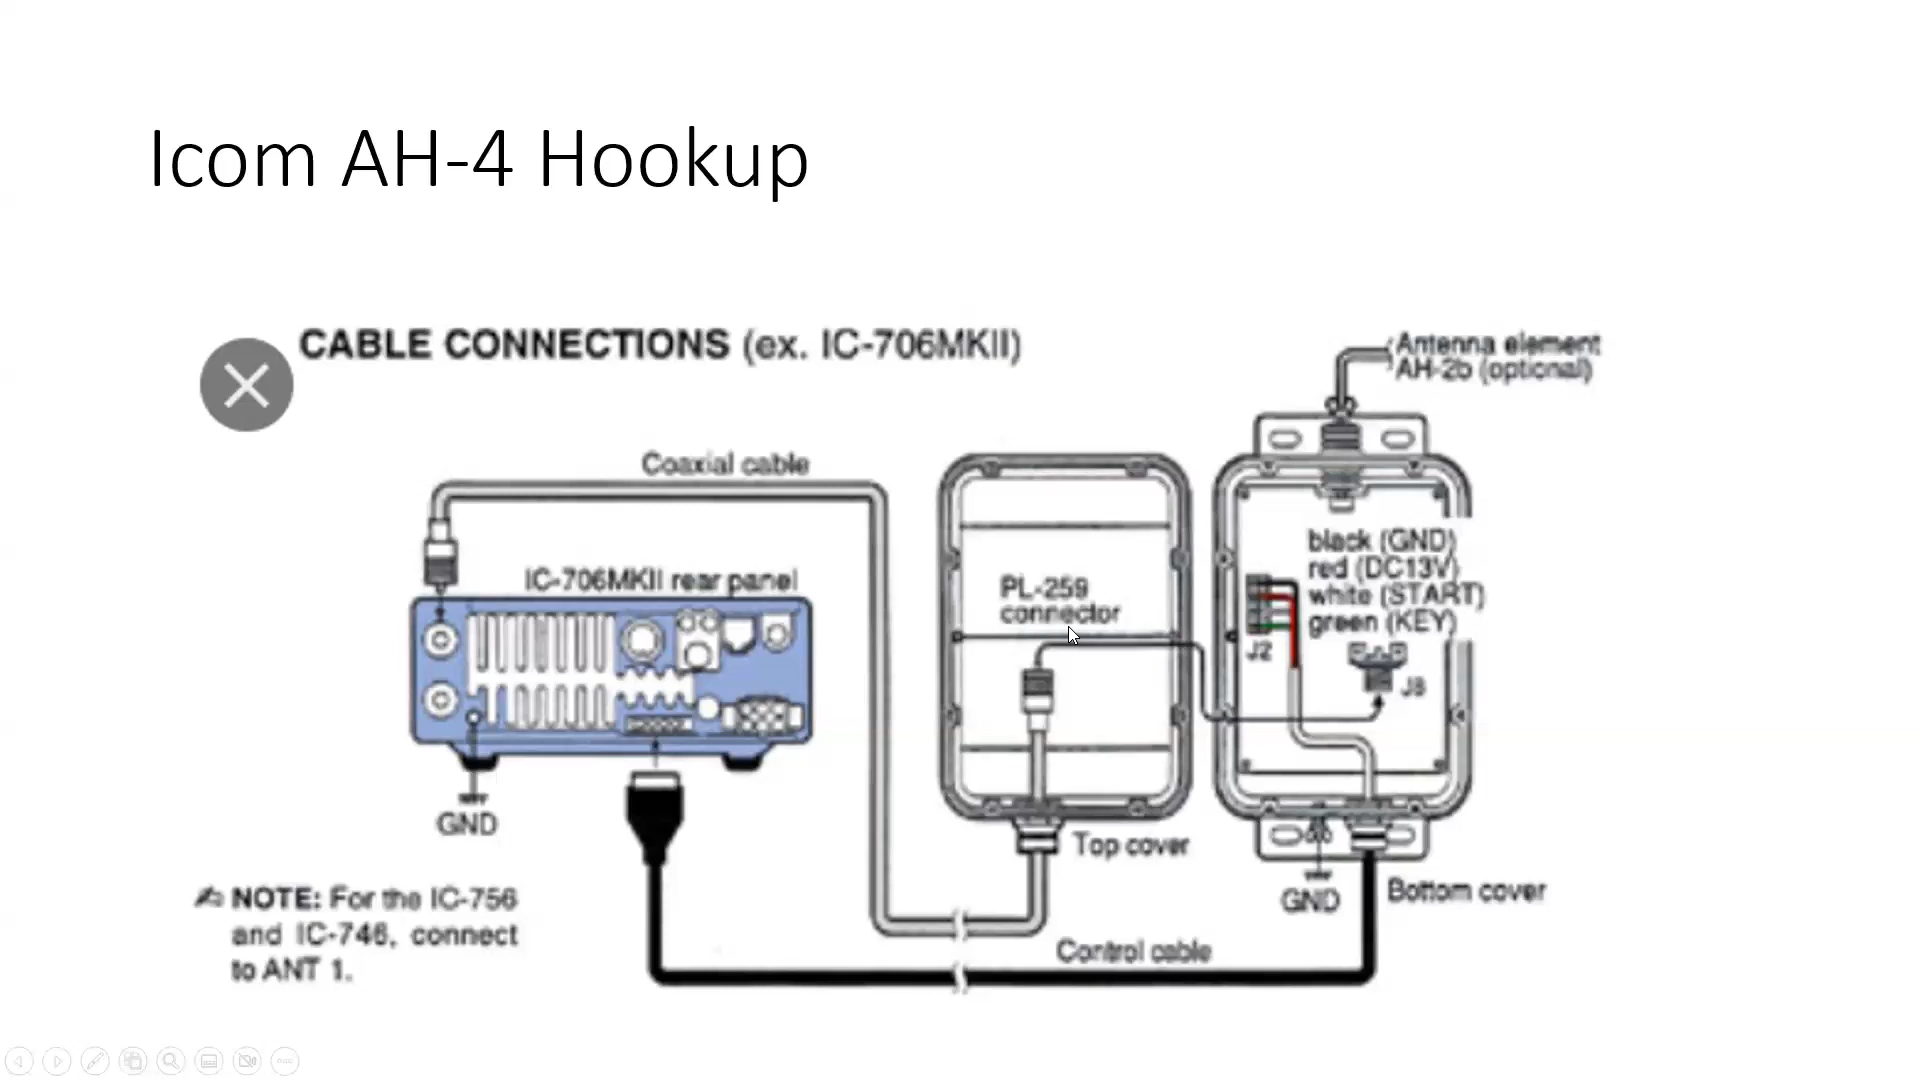 Icom AH-4 Hookup
CABLE CONNECTIONS (ex. IC-706MKII)
Antenna element
AH-2b (optional)
Coaxial cable
IC-706MKII rear panel
PL-259
connector
black (GND)
red (DC13V)
white (START)
green (KEY)
J2
J8
GND
Top cover
GND
Bottom cover
NOTE: For the IC-756
and IC-746, connect
to ANT 1.
Control cable